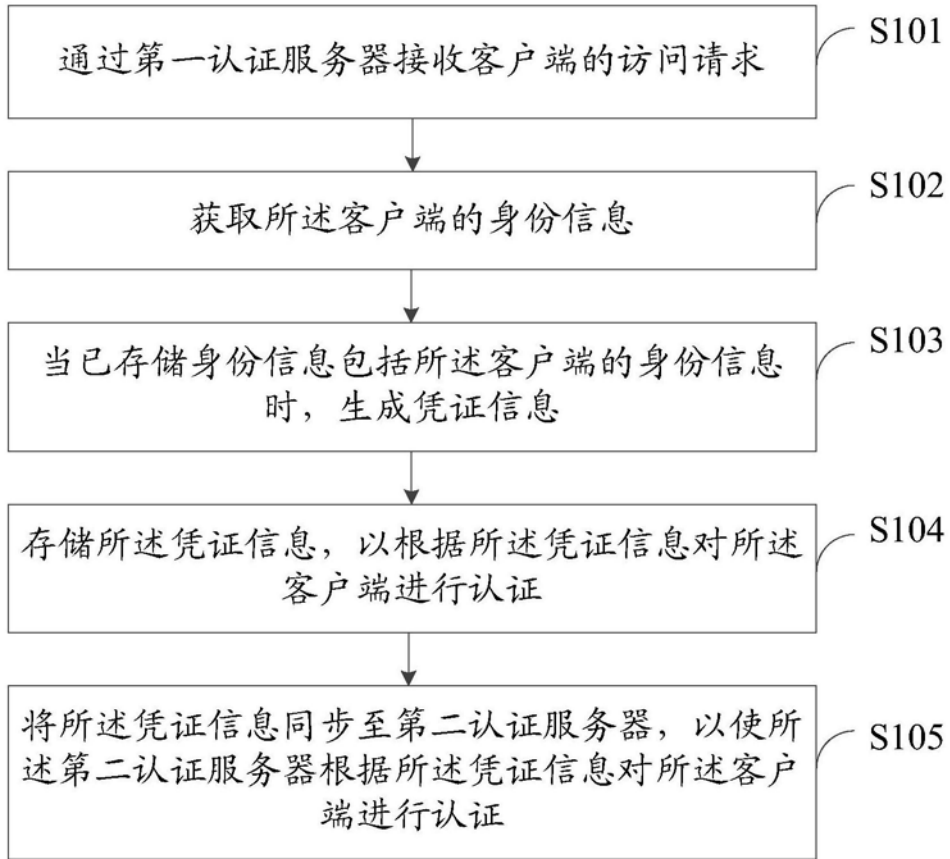 通过第一认证服务器接收客户端的访问请求
S101
获取所述客户端的身份信息
S102
当已存储身份信息包括所述客户端的身份信息
时，生成凭证信息
S103
存储所述凭证信息，以根据所述凭证信息对所述
客户端进行认证
S104
将所述凭证信息同步至第二认证服务器，以使所
述第二认证服务器根据所述凭证信息对所述客户
端进行认证
S105